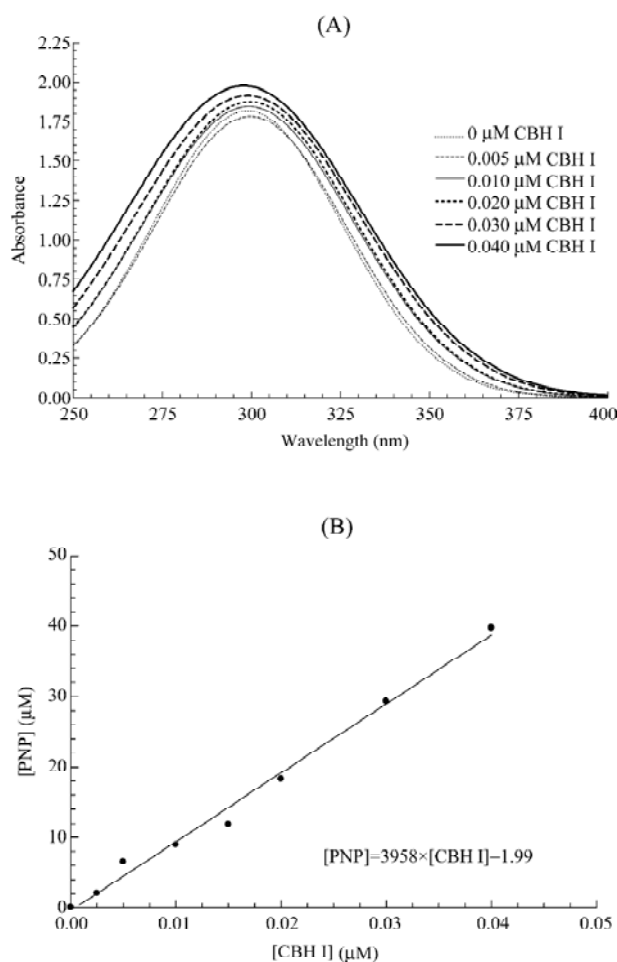 (A)
2.25
2.00
1.75
1.50
1.25
1.00
0.75
0.50
0.25
0.00
Absorbance
250
275
300
325
350
375
400
Wavelength (nm)
0 μM CBH I
0.005 μM CBH I
0.010 μM CBH I
0.020 μM CBH I
0.030 μM CBH I
0.040 μM CBH I
(B)
50
40
30
20
10
0
[PNP] (μM)
[PNP]=3958×[CBH I]−1.99
0.00
0.01
0.02
0.03
0.04
0.05
[CBH I] (μM)